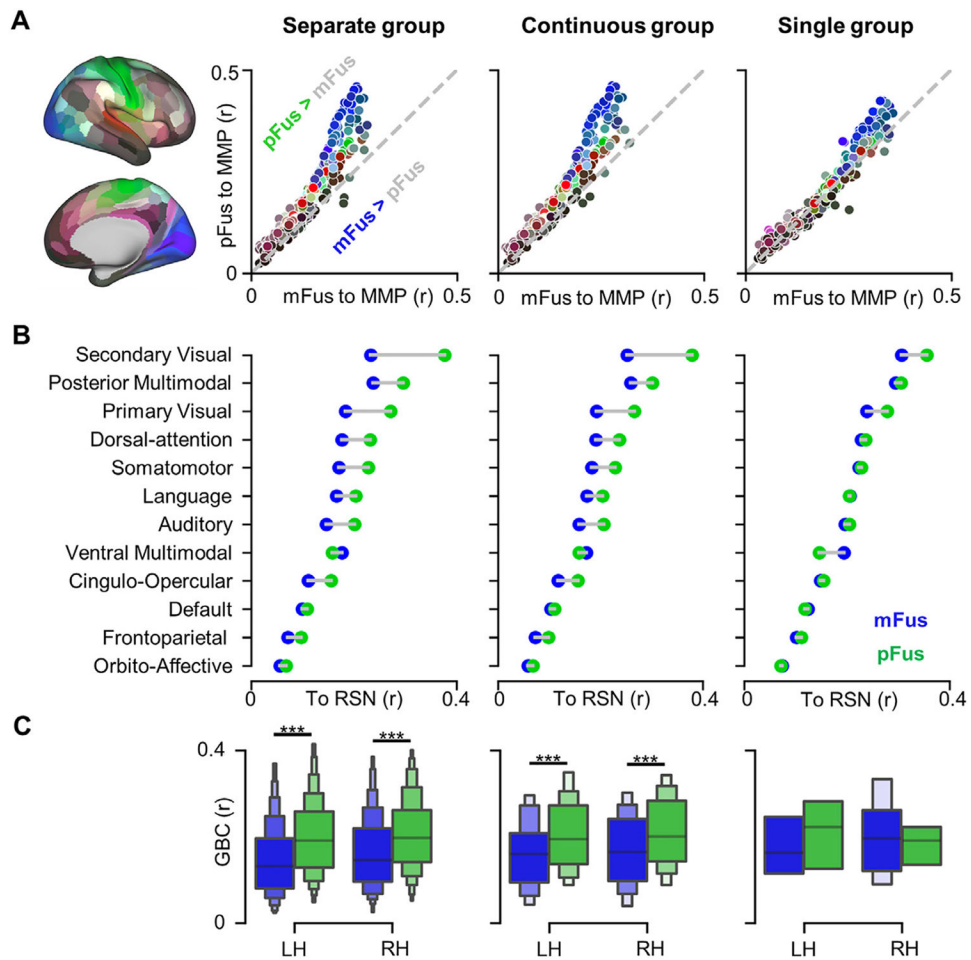 A
Separate group
Continuous group
Single group
0.5
pFus to MMP (r)
0
pFus > mFus
mFus > pFus
0 0.5 0 0.5 0 0.5
mFus to MMP (r) mFus to MMP (r) mFus to MMP (r)
B
Secondary Visual
Posterior Multimodal
Primary Visual
Dorsal-attention
Somatomotor
Language
Auditory
Ventral Multimodal
Cingulo-Opercular
Default
Frontoparietal
Orbito-Affective
mFus
pFus
0 0.4 0 0.4 0 0.4
To RSN (r) To RSN (r) To RSN (r)
C
0.4
GBC (r)
0
*** *** *** ***
LH RH LH RH LH RH